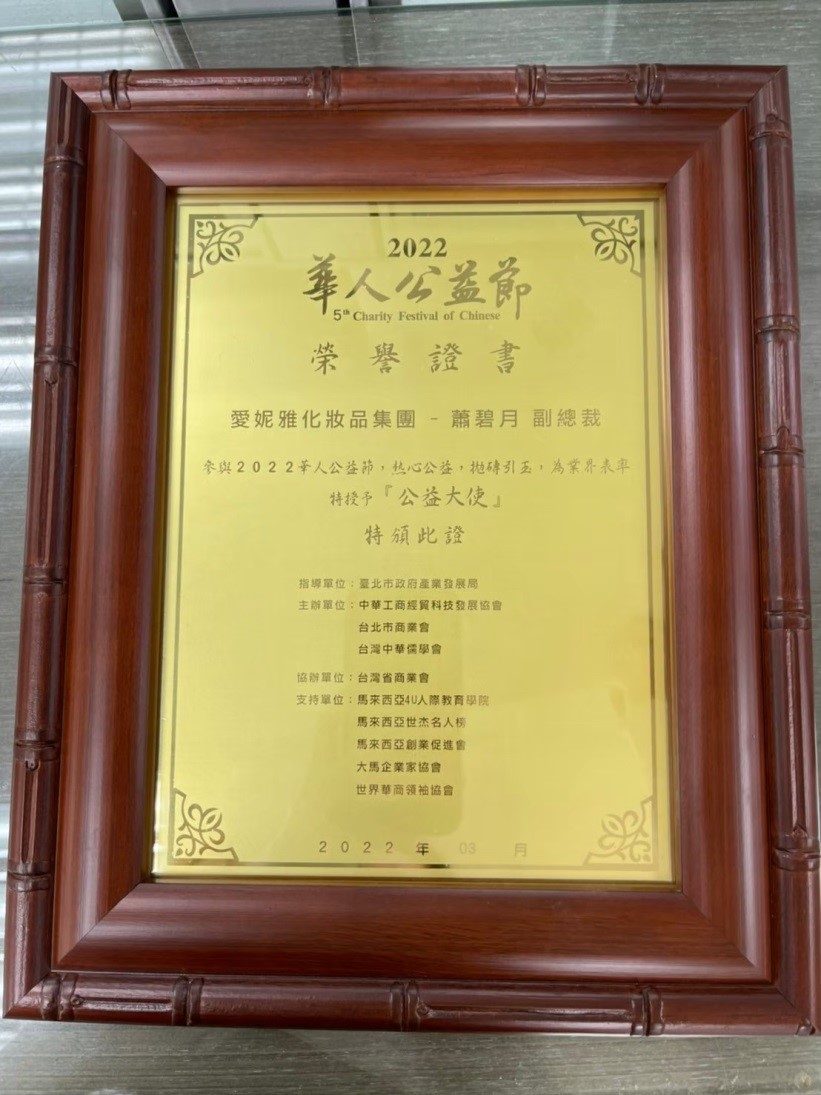 2022
華人公益節
5th Charity Festival of Chinese
榮譽證書
愛妮雅化妝品集團 - 蕭碧月 副總裁
參與2022華人公益節，熱心公益，拋磚引玉，為業界表率
特授予『公益大使』
特頒此證
指導單位：臺北市政府產業發展局
主辦單位：中華工商經貿科技發展協會
台北市商業會
台灣中華儒學會
協辦單位：台灣省商業會
支持單位：馬來西亞4U人際教育學院
馬來西亞世杰名人榜
馬來西亞創業促進會
大馬企業家協會
世界華商領袖協會
2022年 03 月